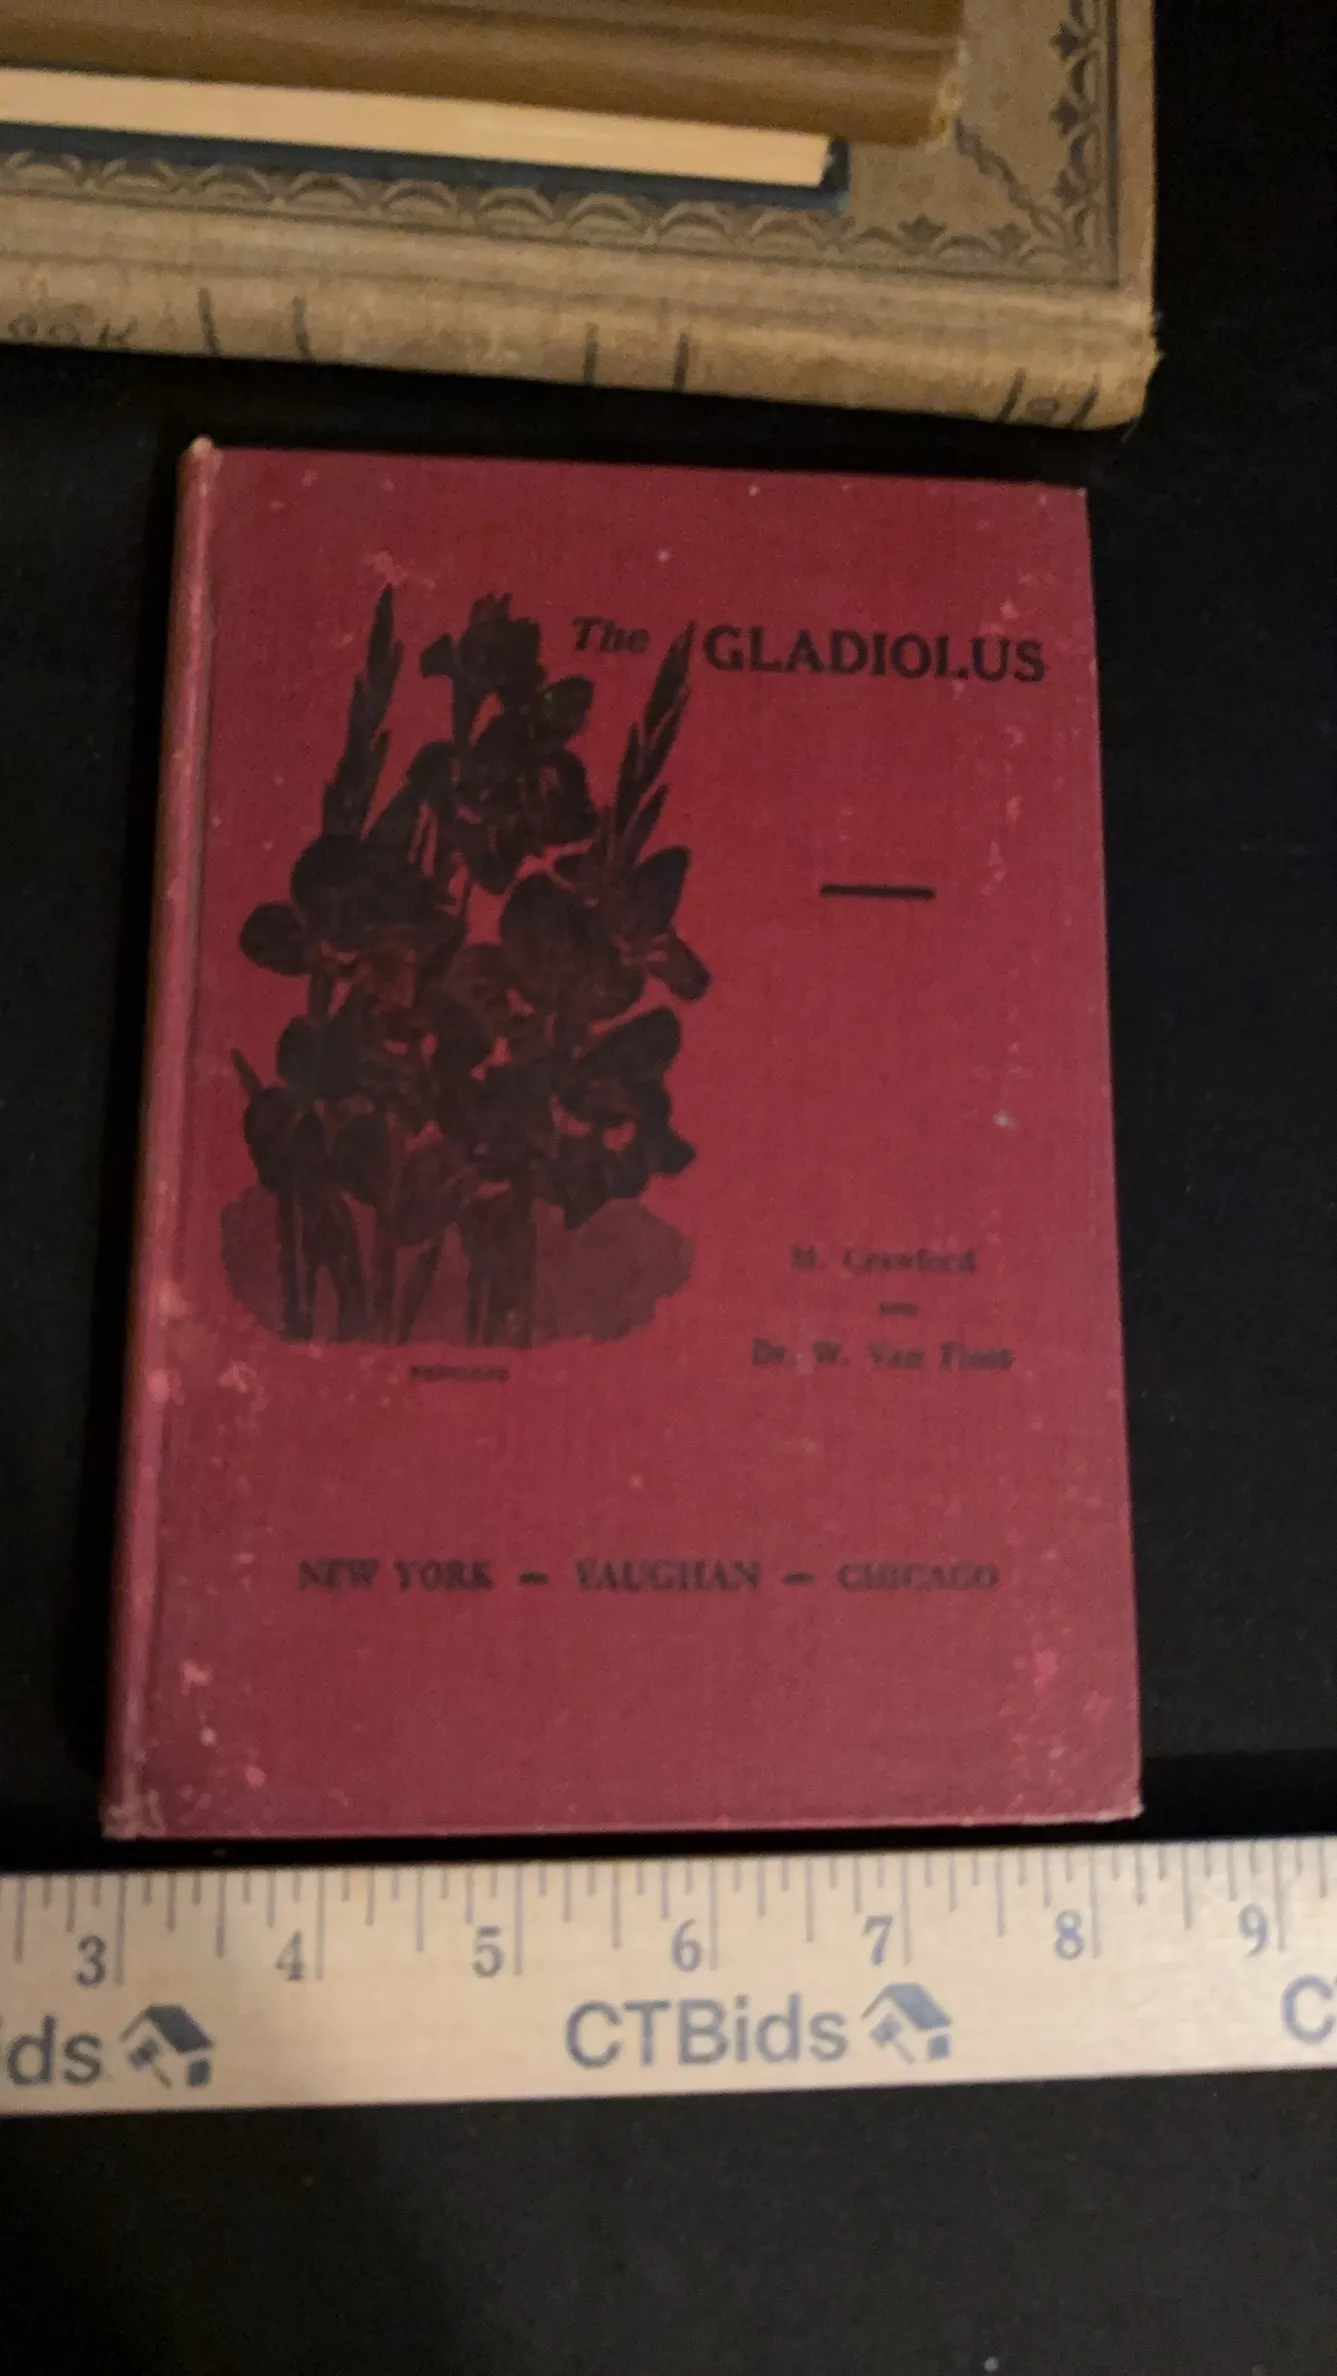 The GLADIOLUS
M. Crawford
AND
Dr. W. Van Fleet
NEW YORK — VAUGHAN — CHICAGO
3 4 5 6 7 8 9
ds CTBids C